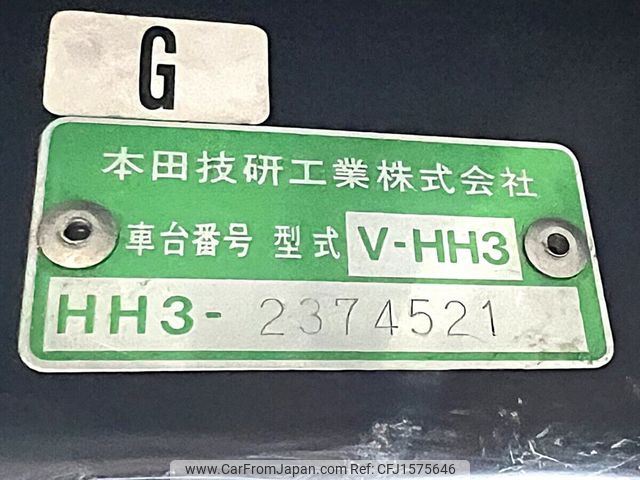 G
本田技研工業株式会社
車台番号 型式 V-HH3
HH3-2374521
www.CarFromJapan.com | Ref:CFJ1575646